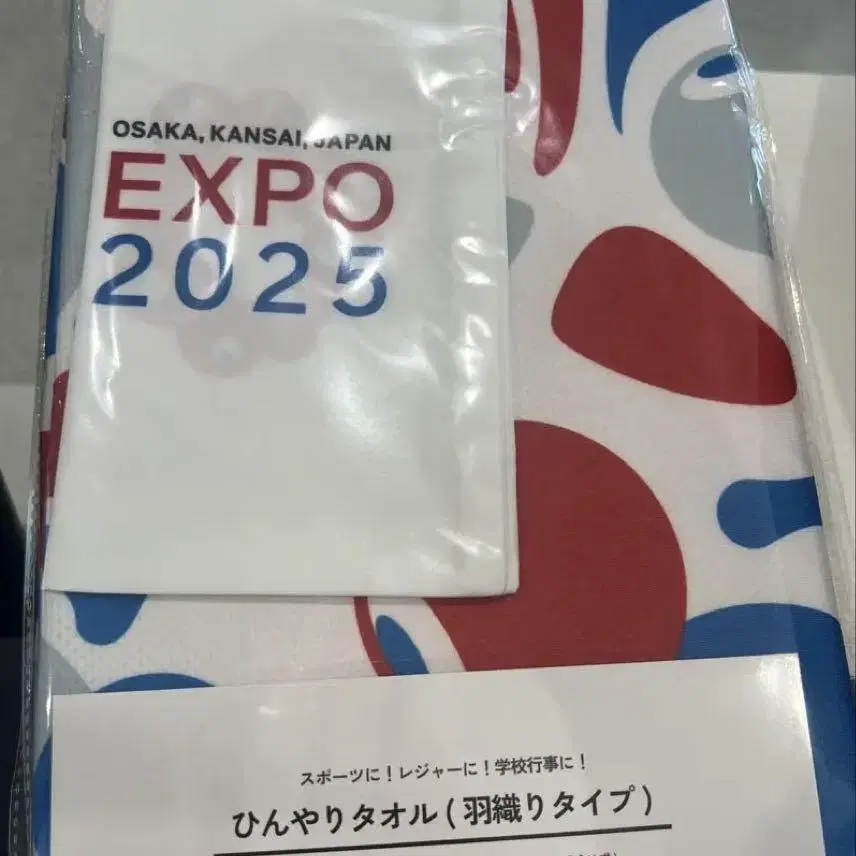 OSAKA, KANSAI, JAPAN
EXPO
2025
スポーツに！レジャーに！学校行事に！
ひんやりタオル(羽織りタイプ)